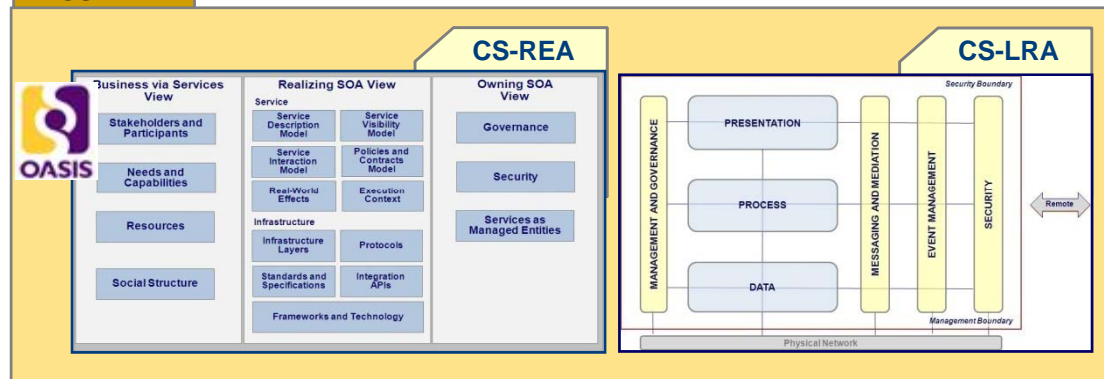 CS-REA
CS-LRA
OASIS
Business via Services
View
Stakeholders and
Participants
Needs and
Capabilities
Resources
Social Structure
Realizing SOA View
Service
Service
Description
Model
Service
Visibility
Model
Service
Interaction
Model
Policies and
Contracts
Model
Real-World
Effects
Execution
Context
Infrastructure
Infrastructure
Layers
Protocols
Standards and
Specifications
Integration
APIs
Frameworks and Technology
Owning SOA
View
Governance
Security
Services as
Managed Entities
Security Boundary
MANAGEMENT AND GOVERNANCE
PRESENTATION
PROCESS
DATA
MESSAGING AND MEDIATION
EVENT MANAGEMENT
SECURITY
Remote
Management Boundary
Physical Network